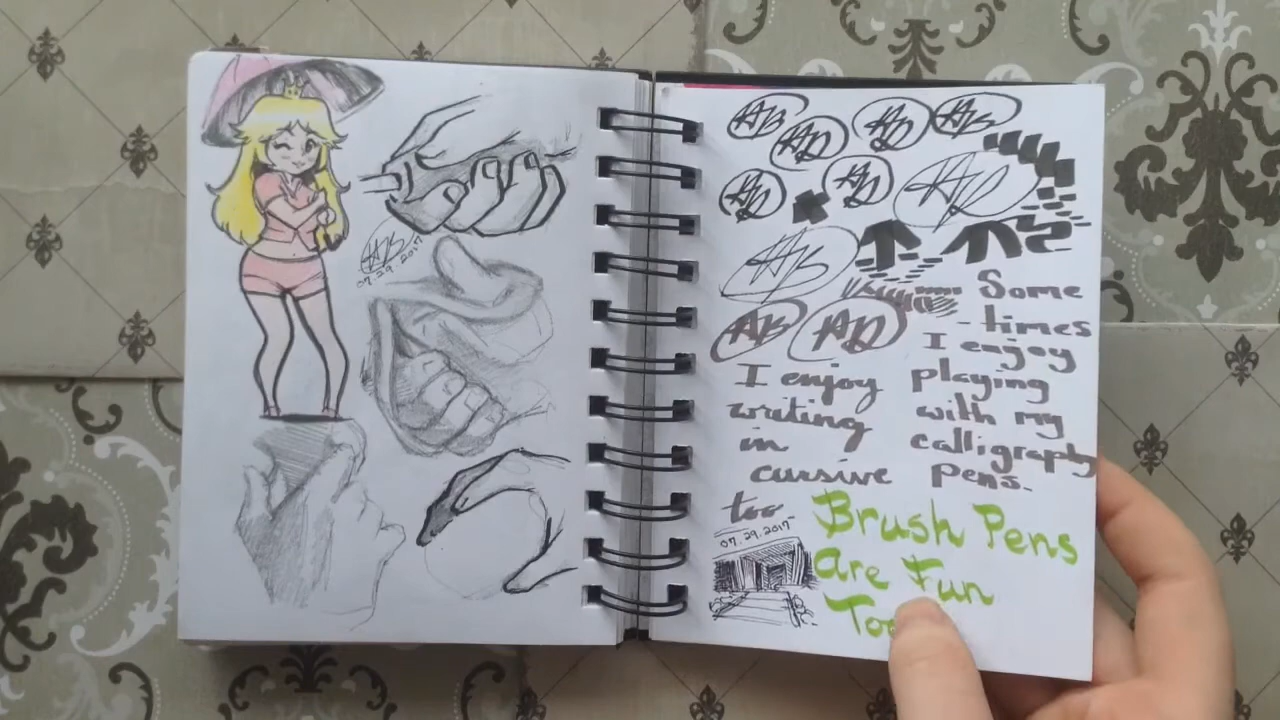 07.29.2017
Some
- times
I enjoy
playing
with my
calligraphy
pens.
I enjoy
writing
in
cursive
too.
07.29.2017
Brush Pens
Are Fun
Too